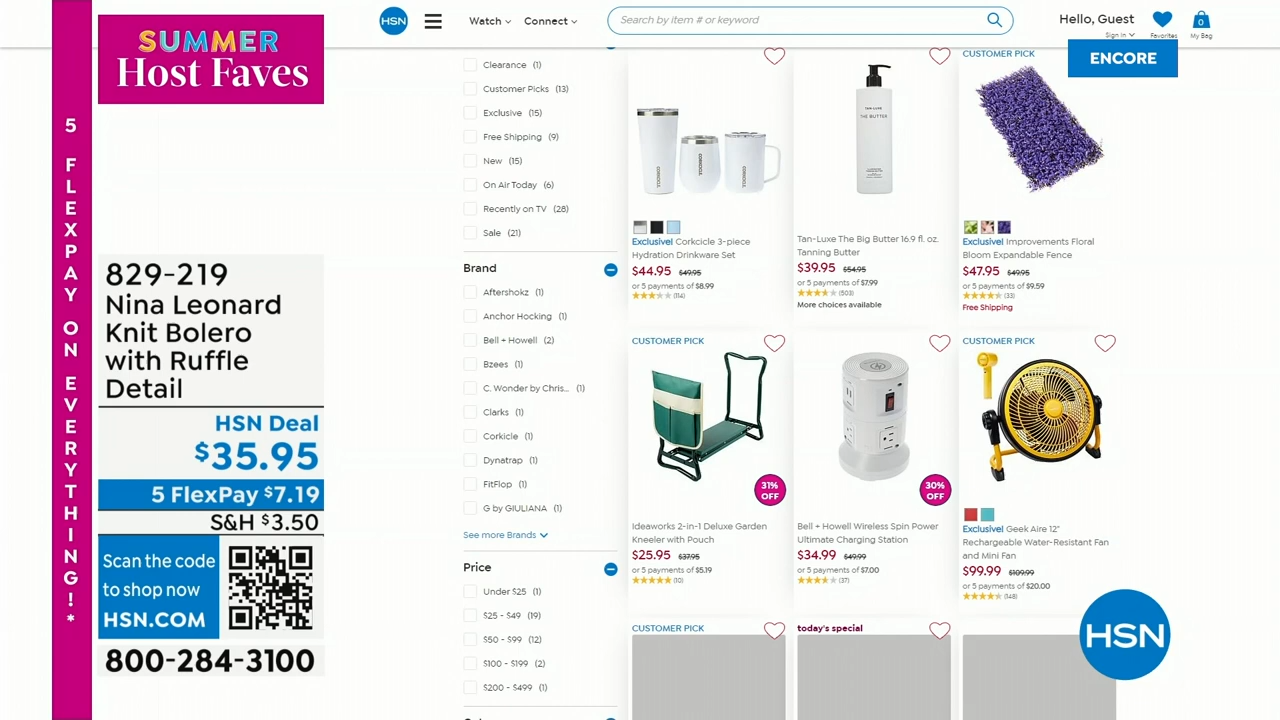 SUMMER
Host Faves
5 FLEXPAY ON EVERYTHING!*
829-219
Nina Leonard
Knit Bolero
with Ruffle
Detail
HSN Deal
$35.95
5 FlexPay $7.19
S&H $3.50
Scan the code
to shop now
HSN.COM
800-284-3100
HSN
Watch
Connect
Search by item # or keyword
Hello, Guest
Sign In
Favorites
0
My Bag
ENCORE
Clearance (1)
Customer Picks (13)
Exclusive (15)
Free Shipping (9)
New (15)
On Air Today (6)
Recently on TV (28)
Sale (21)
Brand
Aftershokz (1)
Anchor Hocking (1)
Bell + Howell (2)
Bzees (1)
C. Wonder by Chris... (1)
Clarks (1)
Corkcicle (1)
Dynatrap (1)
FitFlop (1)
G by GIULIANA (1)
See more Brands
Price
Under $25 (1)
$25 - $49 (19)
$50 - $99 (12)
$100 - $199 (2)
$200 - $499 (1)
CORKCICLE
CORKCICLE
CORKCICLE
Exclusive! Corkcicle 3-piece
Hydration Drinkware Set
$44.95 $49.95
or 5 payments of $8.99
(114)
TAN-LUXE
THE BUTTER
Tan-Luxe The Big Butter 16.9 fl. oz.
Tanning Butter
$39.95 $54.95
or 5 payments of $7.99
(503)
More choices available
CUSTOMER PICK
Exclusive! Improvements Floral
Bloom Expandable Fence
$47.95 $49.95
or 5 payments of $9.59
(33)
Free Shipping
CUSTOMER PICK
31%
OFF
Ideaworks 2-in-1 Deluxe Garden
Kneeler with Pouch
$25.95 $37.95
or 5 payments of $5.19
(10)
30%
OFF
Bell + Howell Wireless Spin Power
Ultimate Charging Station
$34.99 $49.99
or 5 payments of $7.00
(37)
CUSTOMER PICK
Exclusive! Geek Aire 12"
Rechargeable Water-Resistant Fan
and Mini Fan
$99.99 $109.99
or 5 payments of $20.00
(148)
CUSTOMER PICK
today's special
HSN